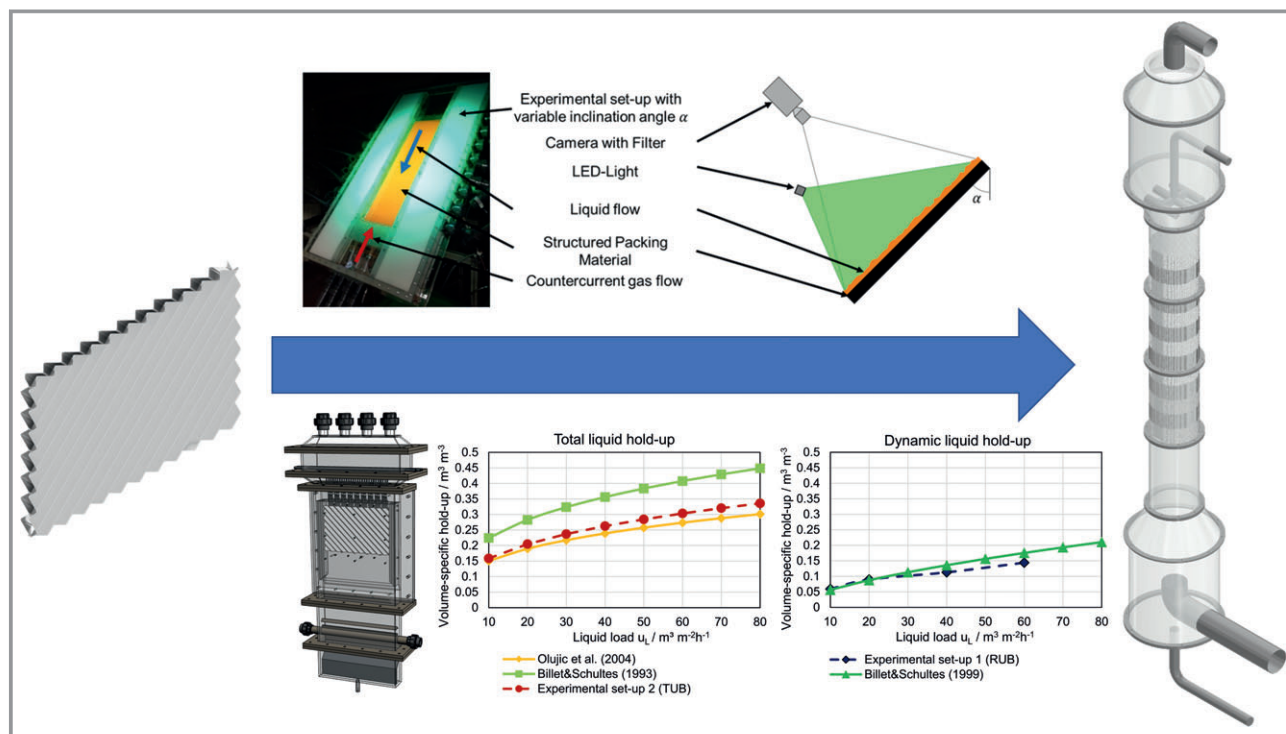 Experimental set-up with
variable inclination angle α
Camera with Filter
LED-Light
Liquid flow
Structured Packing
Material
Countercurrent gas flow
α
Total liquid hold-up
Volume-specific hold-up / m³ m⁻³
0.5
0.45
0.4
0.35
0.3
0.25
0.2
0.15
0.1
0.05
0
10 20 30 40 50 60 70 80
Liquid load u_L / m³ m⁻²h⁻¹
Olujic et al. (2004)
Billet&Schultes (1993)
Experimental set-up 2 (TUB)
Dynamic liquid hold-up
Volume-specific hold-up / m³ m⁻³
0.5
0.45
0.4
0.35
0.3
0.25
0.2
0.15
0.1
0.05
0
10 20 30 40 50 60 70 80
Liquid load u_L / m³ m⁻²h⁻¹
Experimental set-up 1 (RUB)
Billet&Schultes (1999)